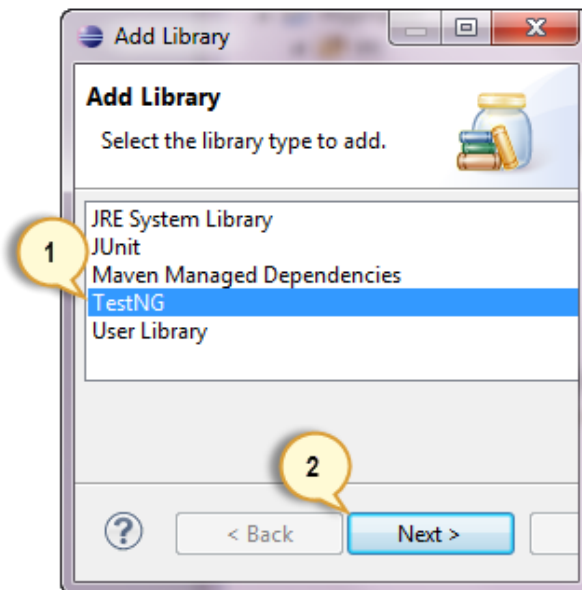 Add Library
Add Library
Select the library type to add.
JRE System Library
1
JUnit
Maven Managed Dependencies
TestNG
User Library
2
?
< Back
Next >